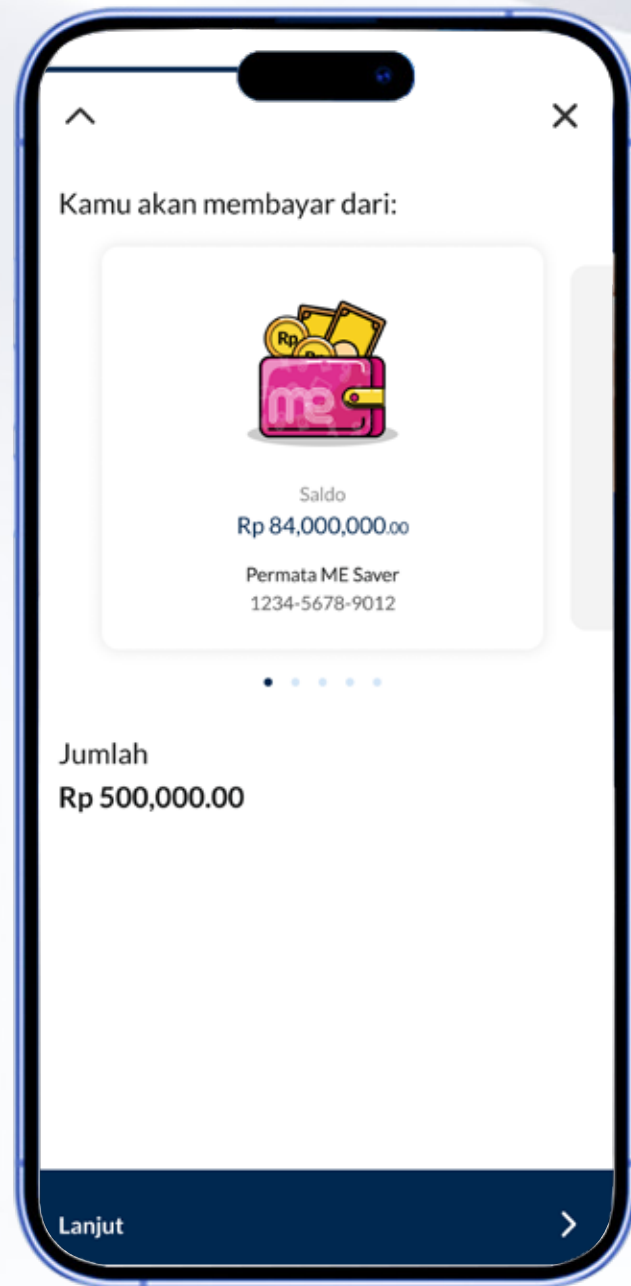 Kamu akan membayar dari:
Rp
me
Saldo
Rp 84,000,000.00
Permata ME Saver
1234-5678-9012
Jumlah
Rp 500,000.00
Lanjut